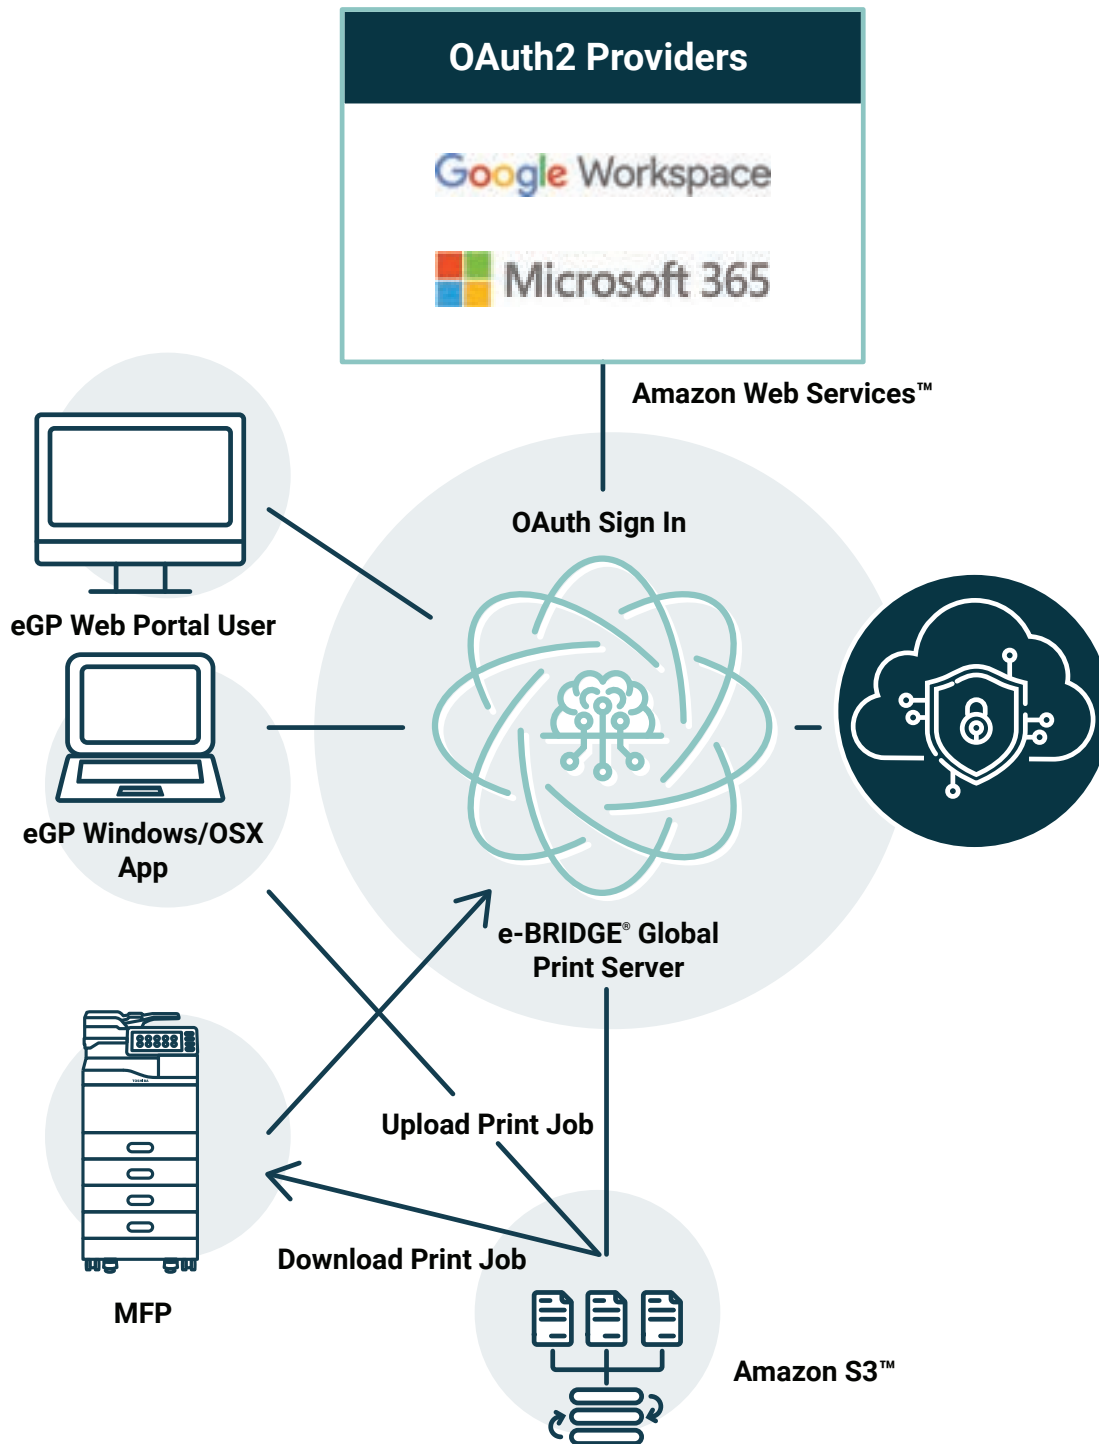 OAuth2 Providers
Google Workspace
Microsoft 365
Amazon Web Services™
OAuth Sign In
eGP Web Portal User
eGP Windows/OSX
App
e-BRIDGE® Global
Print Server
Upload Print Job
Download Print Job
MFP
Amazon S3™
TOSHIBA